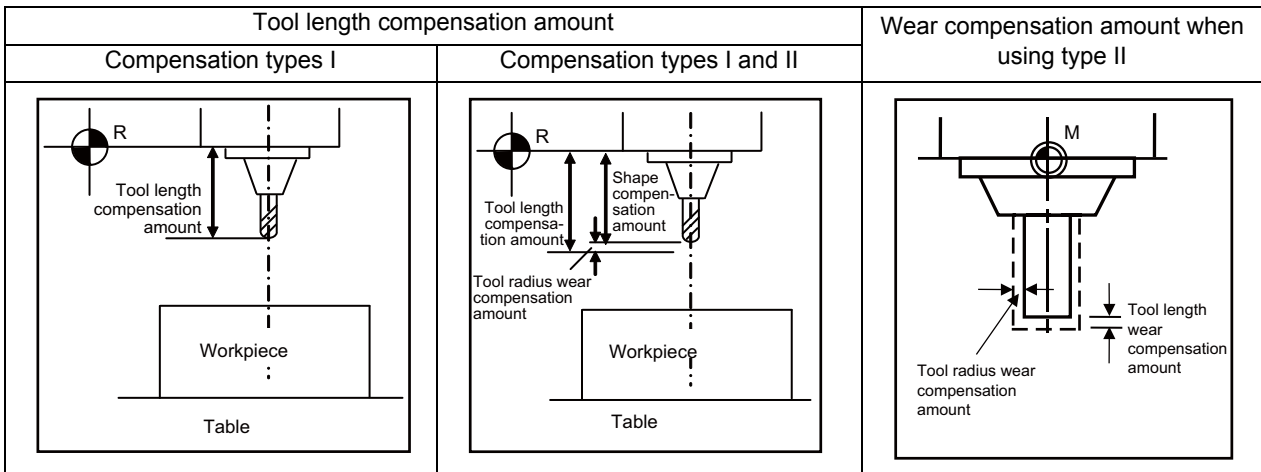 Tool length compensation amount
Wear compensation amount when
using type II
Compensation types I
Compensation types I and II
R
Tool length
compensation
amount
Workpiece
Table
R
Shape
compen-
sation
amount
Tool length
compensa-
tion amount
Tool radius wear
compensation
amount
Workpiece
Table
M
Tool length
wear
compensation
amount
Tool radius wear
compensation
amount